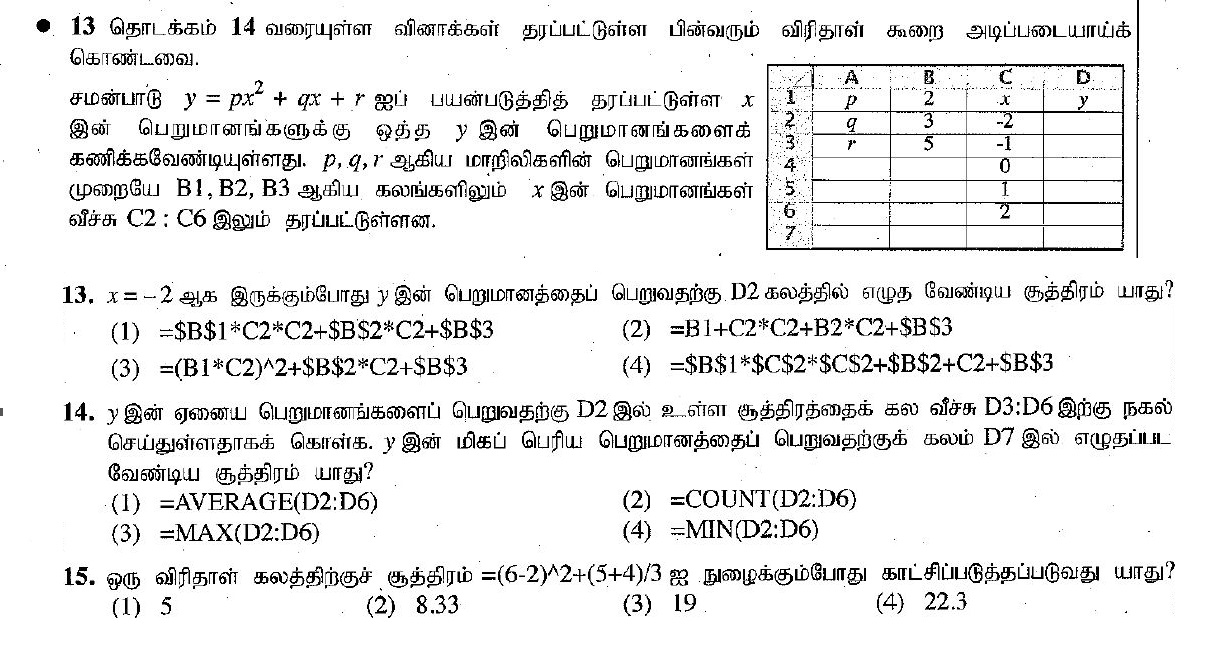 ● 13 தொடக்கம் 14 வரையுள்ள வினாக்கள் தரப்பட்டுள்ள பின்வரும் விரிதாள் கூறை அடிப்படையாய்க்
கொண்டவை.
சமன்பாடு y = px² + qx + r ஐப் பயன்படுத்தித் தரப்பட்டுள்ள x
இன் பெறுமானங்களுக்கு ஒத்த y இன் பெறுமானங்களைக்
கணிக்கவேண்டியுள்ளது. p, q, r ஆகிய மாறிலிகளின் பெறுமானங்கள்
முறையே B1, B2, B3 ஆகிய கலங்களிலும் x இன் பெறுமானங்கள்
வீச்சு C2 : C6 இலும் தரப்பட்டுள்ளன.
A B C D
1 p 2 x y
2 q 3 -2
3 r 5 -1
4 0
5 1
6 2
7
13. x = – 2 ஆக இருக்கும்போது y இன் பெறுமானத்தைப் பெறுவதற்கு D2 கலத்தில் எழுத வேண்டிய சூத்திரம் யாது?
(1) =$B$1*C2*C2+$B$2*C2+$B$3 (2) =B1+C2*C2+B2*C2+$B$3
(3) =(B1*C2)^2+$B$2*C2+$B$3 (4) =$B$1*$C$2*$C$2+$B$2+C2+$B$3
14. y இன் ஏனைய பெறுமானங்களைப் பெறுவதற்கு D2 இல் உள்ள சூத்திரத்தைக் கல வீச்சு D3:D6 இற்கு நகல்
செய்துள்ளதாகக் கொள்க. y இன் மிகப் பெரிய பெறுமானத்தைப் பெறுவதற்குக் கலம் D7 இல் எழுதப்பட
வேண்டிய சூத்திரம் யாது?
(1) =AVERAGE(D2:D6) (2) =COUNT(D2:D6)
(3) =MAX(D2:D6) (4) =MIN(D2:D6)
15. ஒரு விரிதாள் கலத்திற்குச் சூத்திரம் =(6-2)^2+(5+4)/3 ஐ நுழைக்கும்போது காட்சிப்படுத்தப்படுவது யாது?
(1) 5 (2) 8.33 (3) 19 (4) 22.3